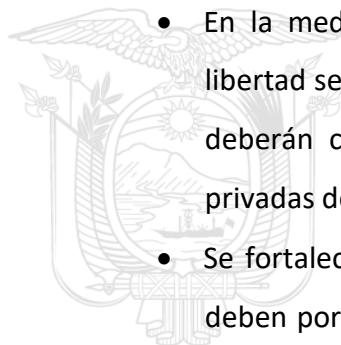 • En la med
libertad se
deberán c
privadas d
• Se fortalec
deben por